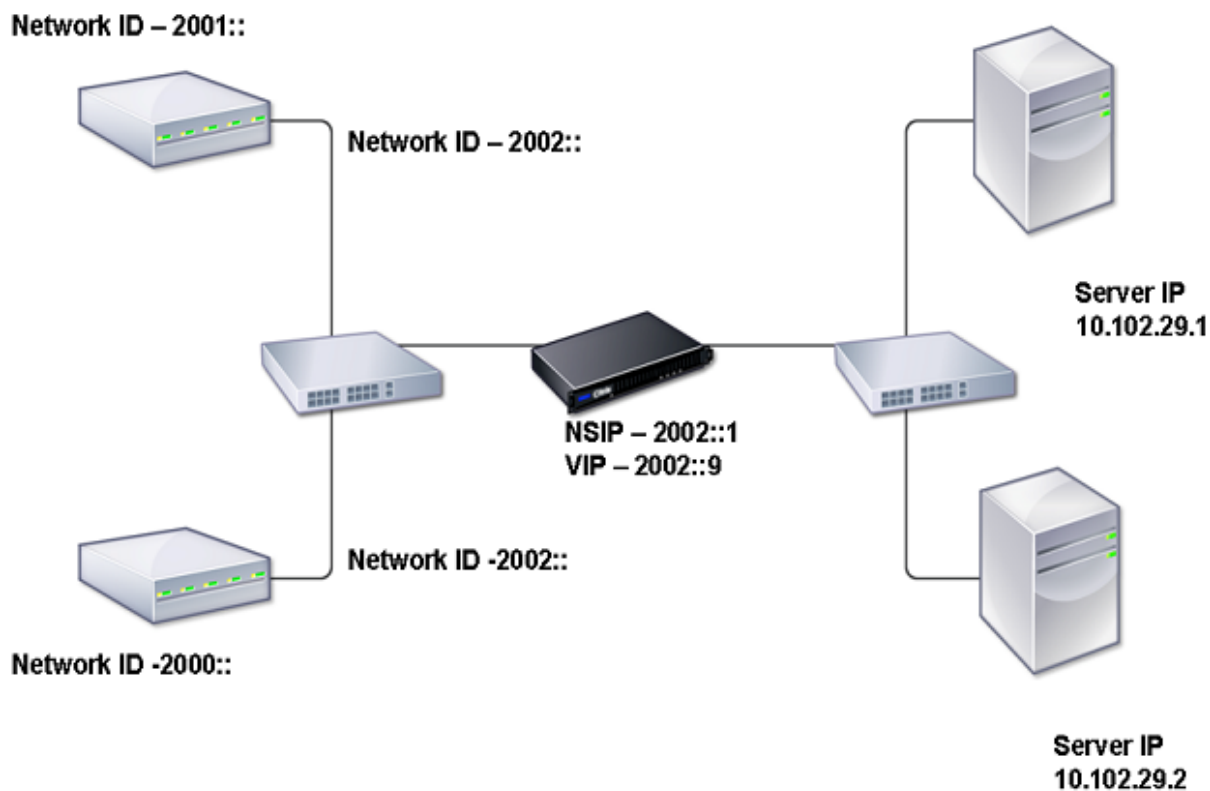 Network ID – 2001::
Network ID – 2002::
Server IP
10.102.29.1
NSIP – 2002::1
VIP – 2002::9
Network ID -2002::
Network ID -2000::
Server IP
10.102.29.2